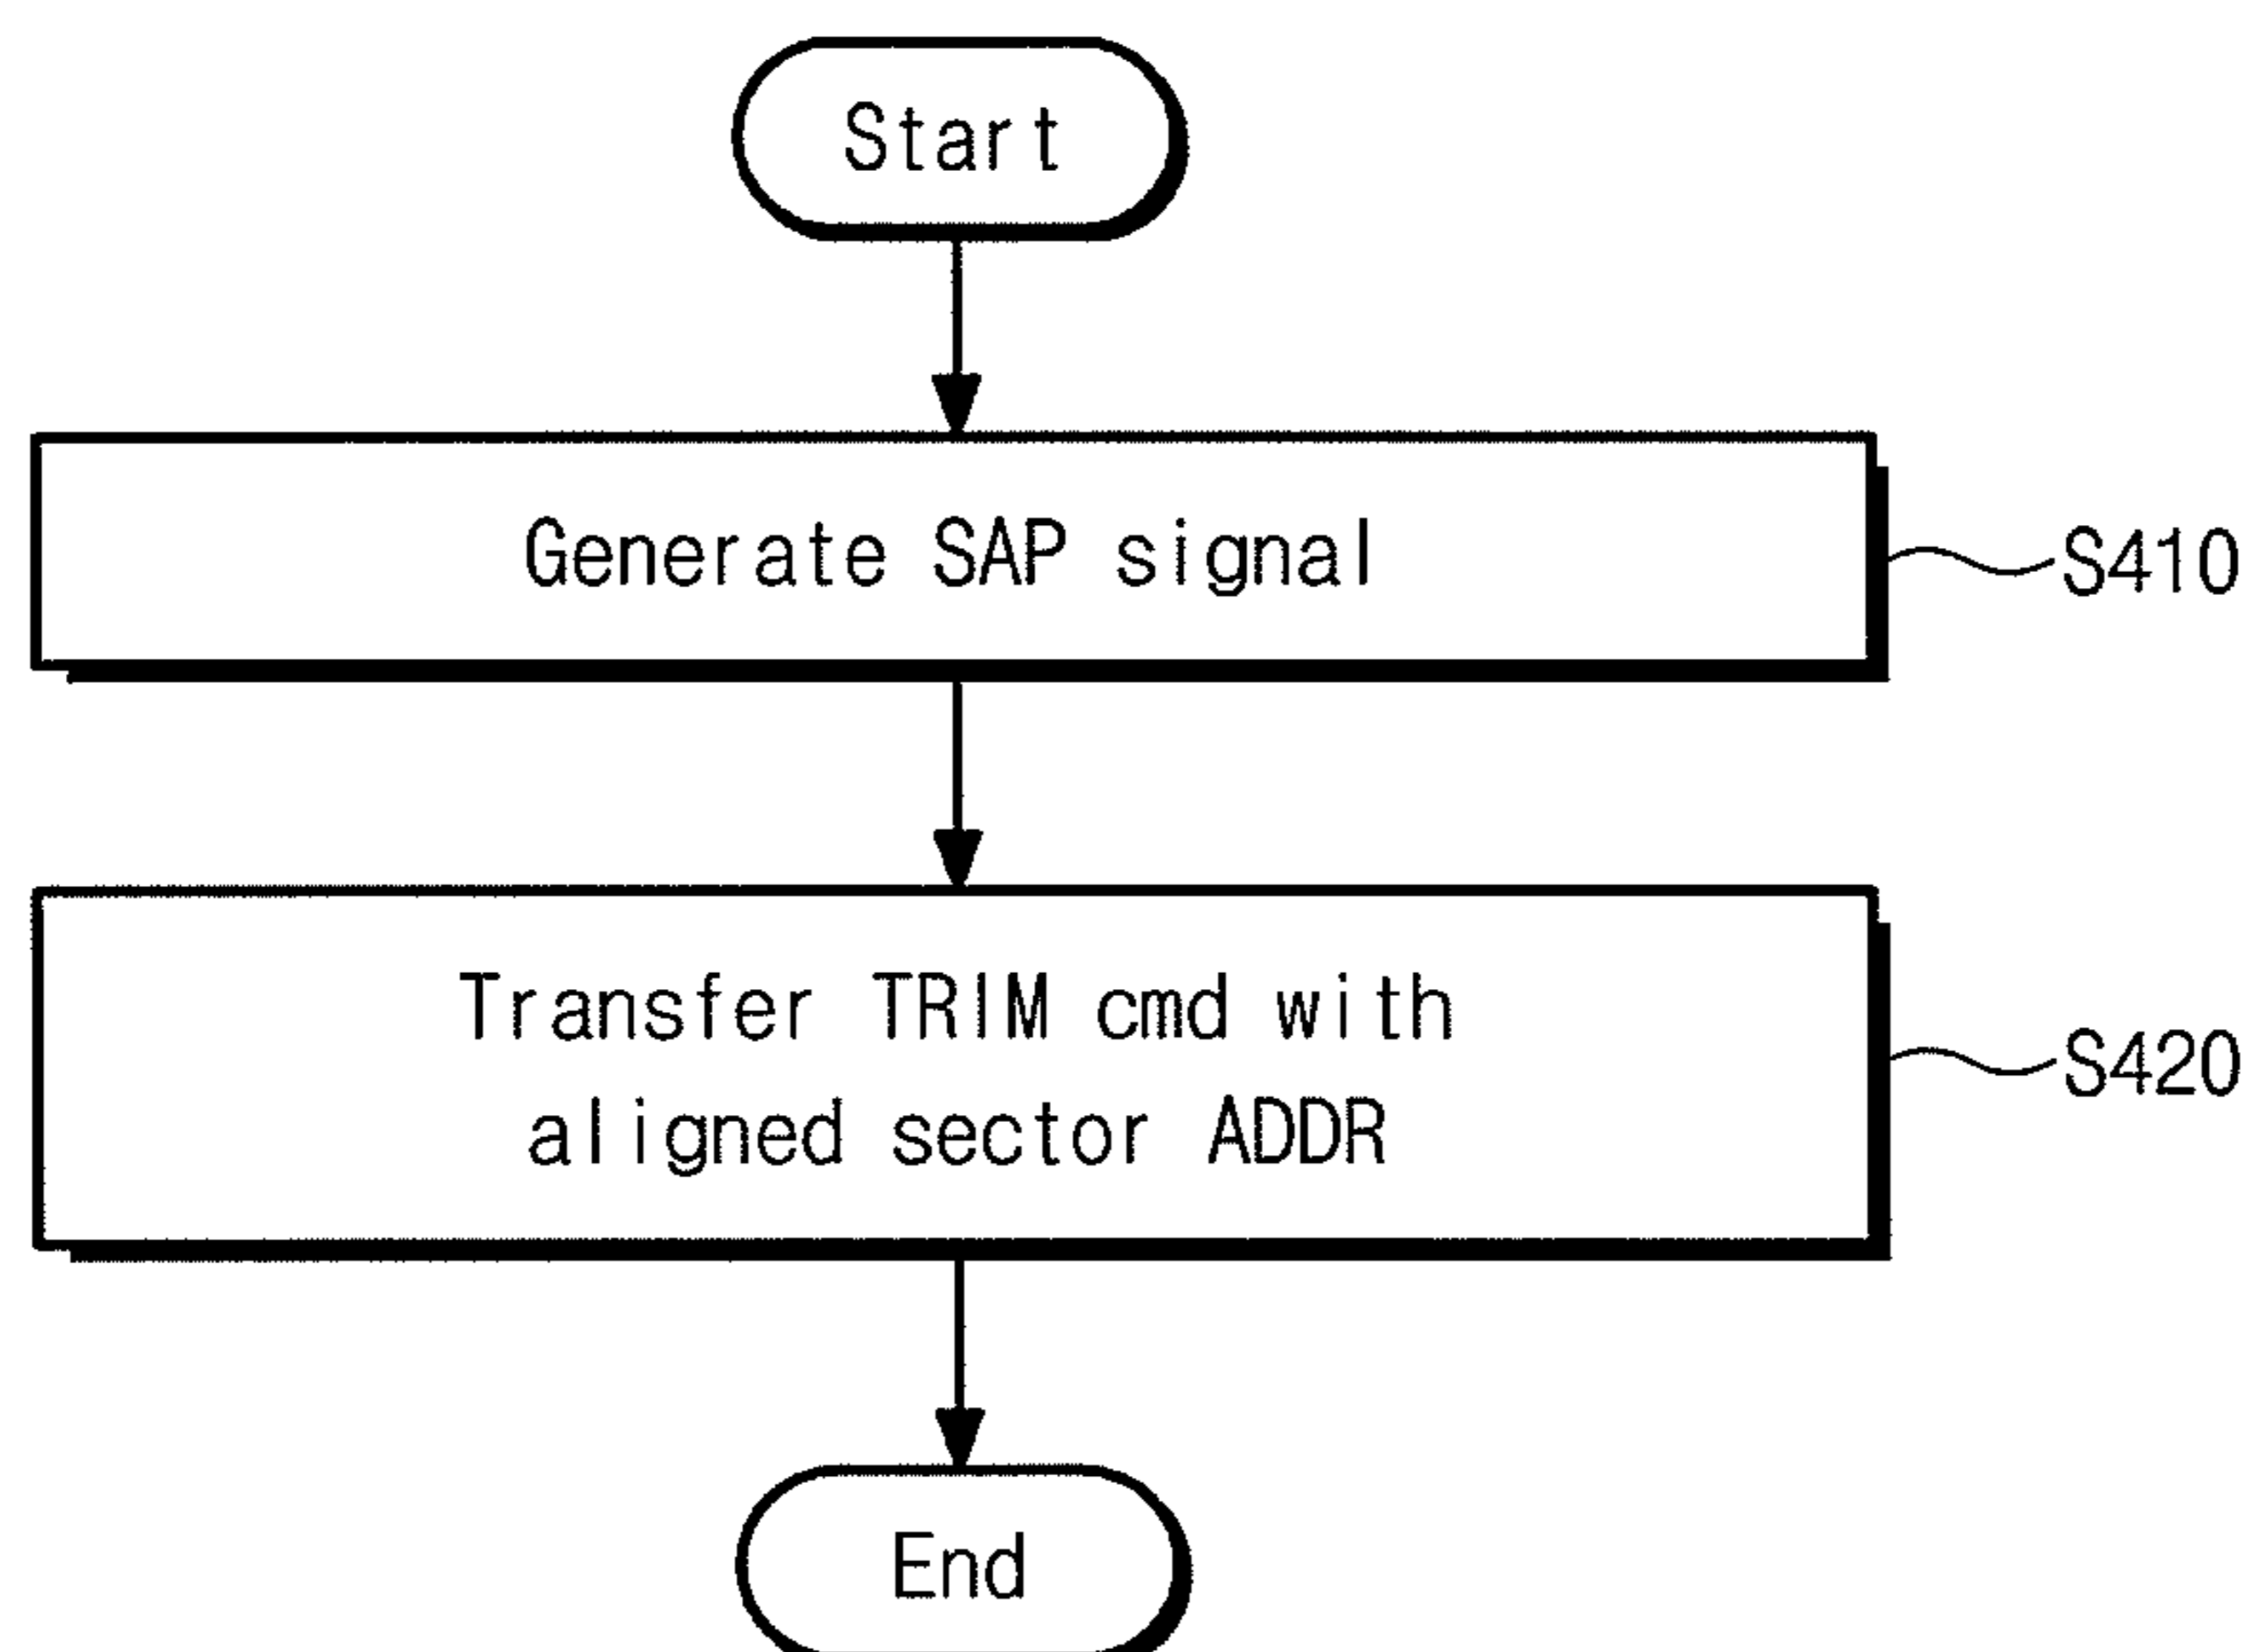 Start
Generate SAP signal
S410
Transfer TRIM cmd with
aligned sector ADDR
S420
End